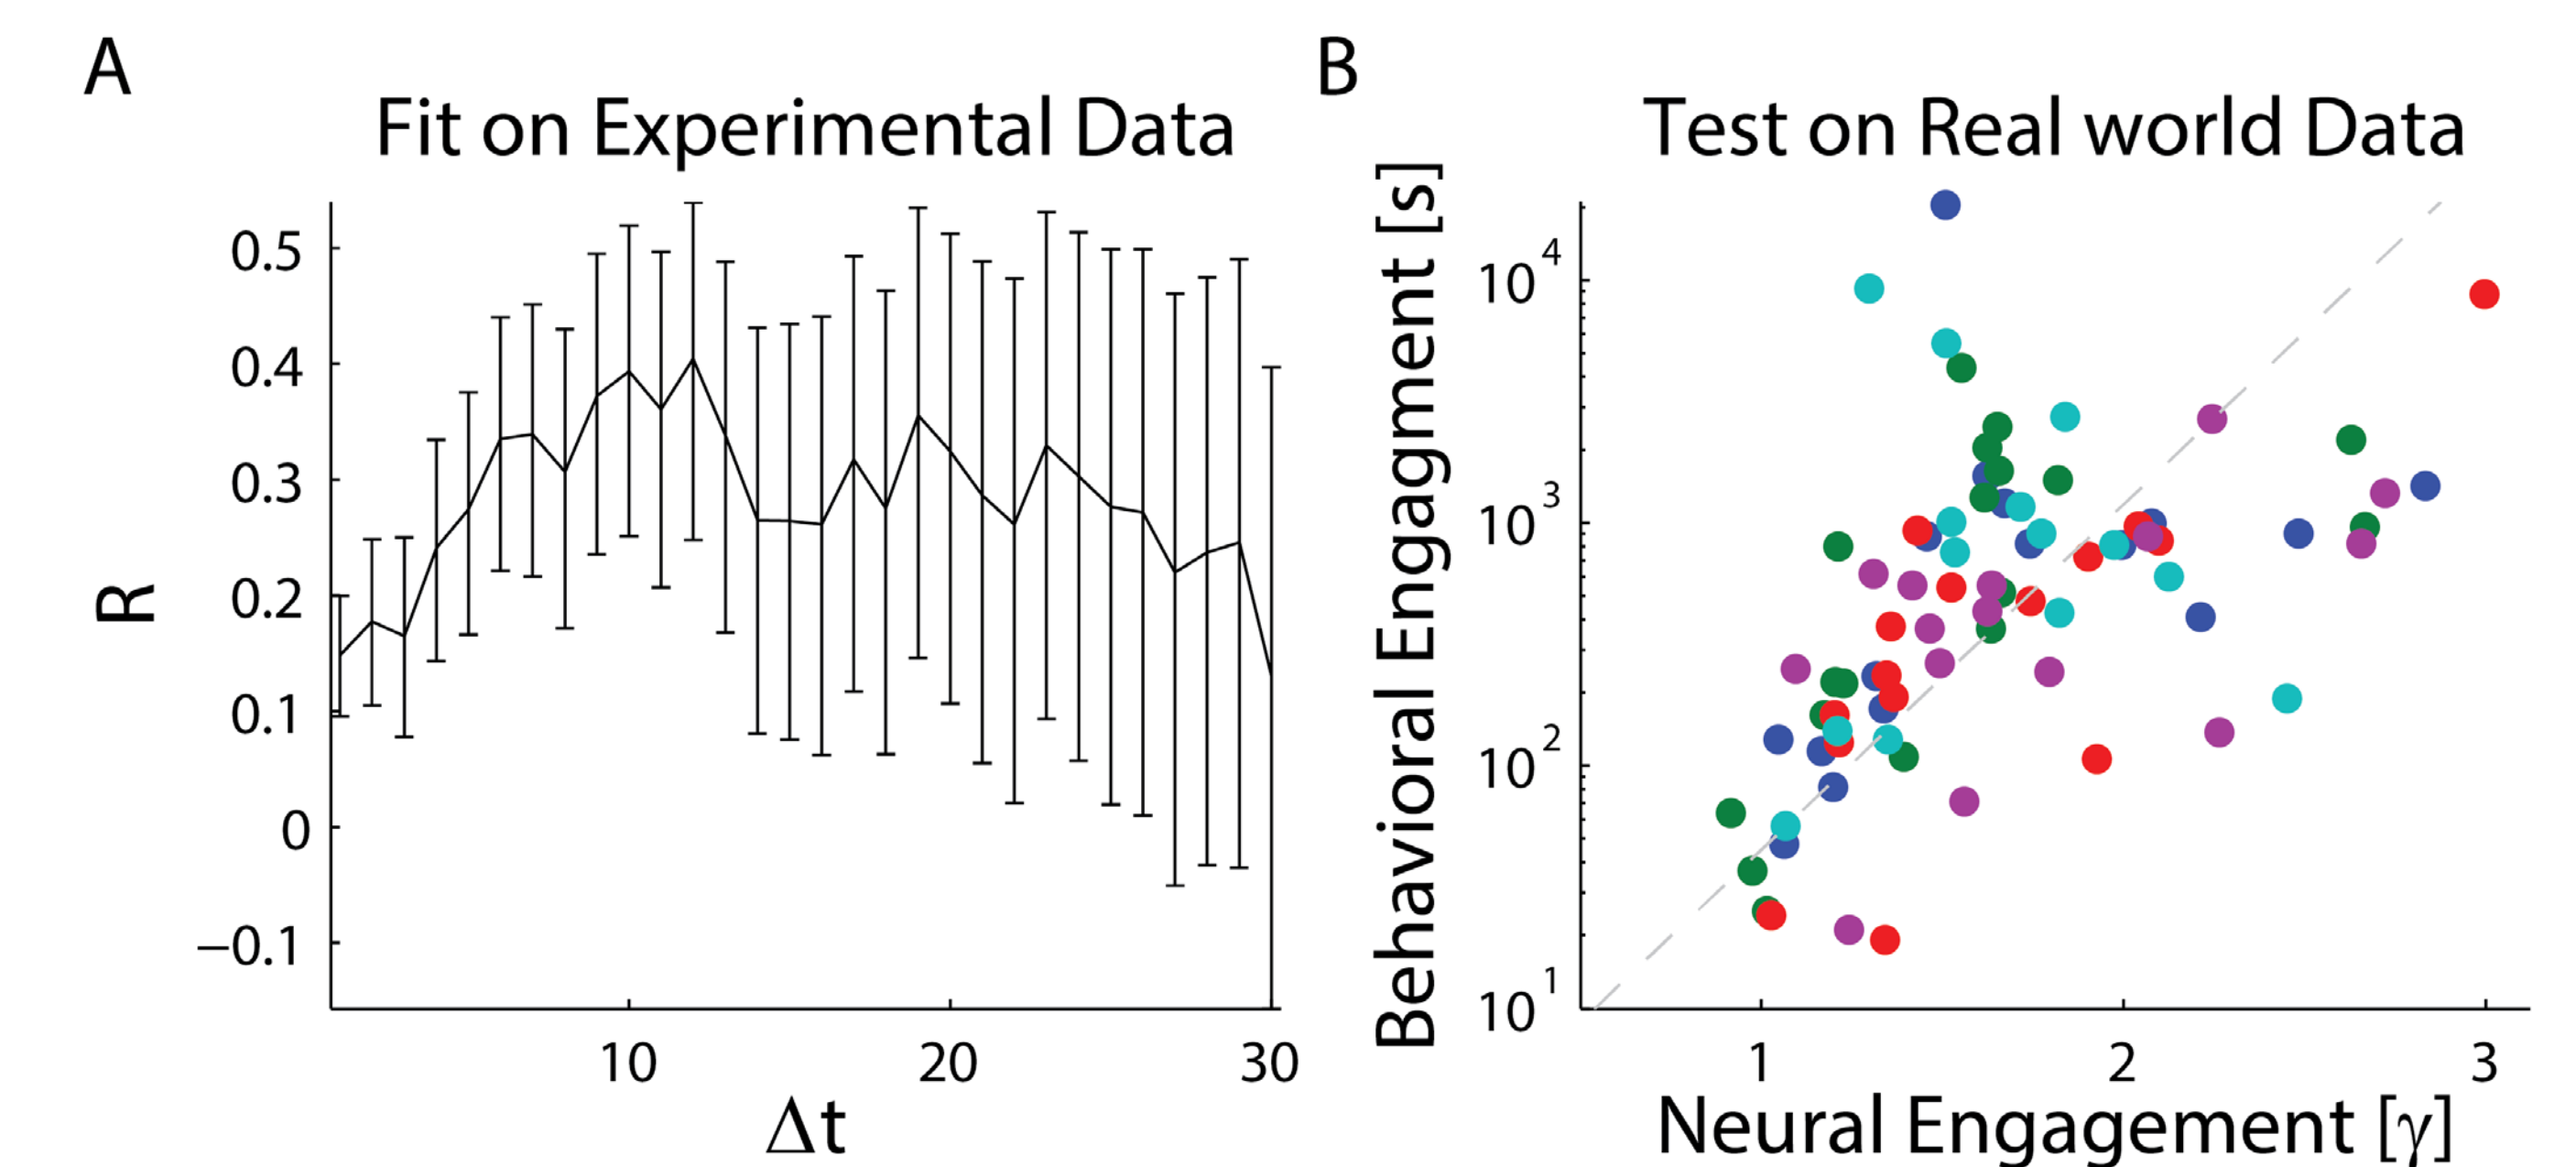 A
Fit on Experimental Data
R
0.5
0.4
0.3
0.2
0.1
0
−0.1
10 20 30
Δt
B
Test on Real world Data
Behavioral Engagment [s]
10^4
10^3
10^2
10^1
1 2 3
Neural Engagement [γ]